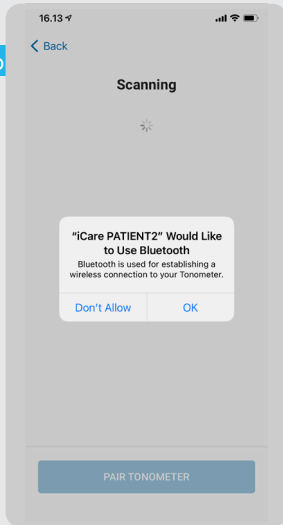 16.13
Back
Scanning
“iCare PATIENT2” Would Like
to Use Bluetooth
Bluetooth is used for establishing a
wireless connection to your Tonometer.
Don’t Allow
OK
PAIR TONOMETER